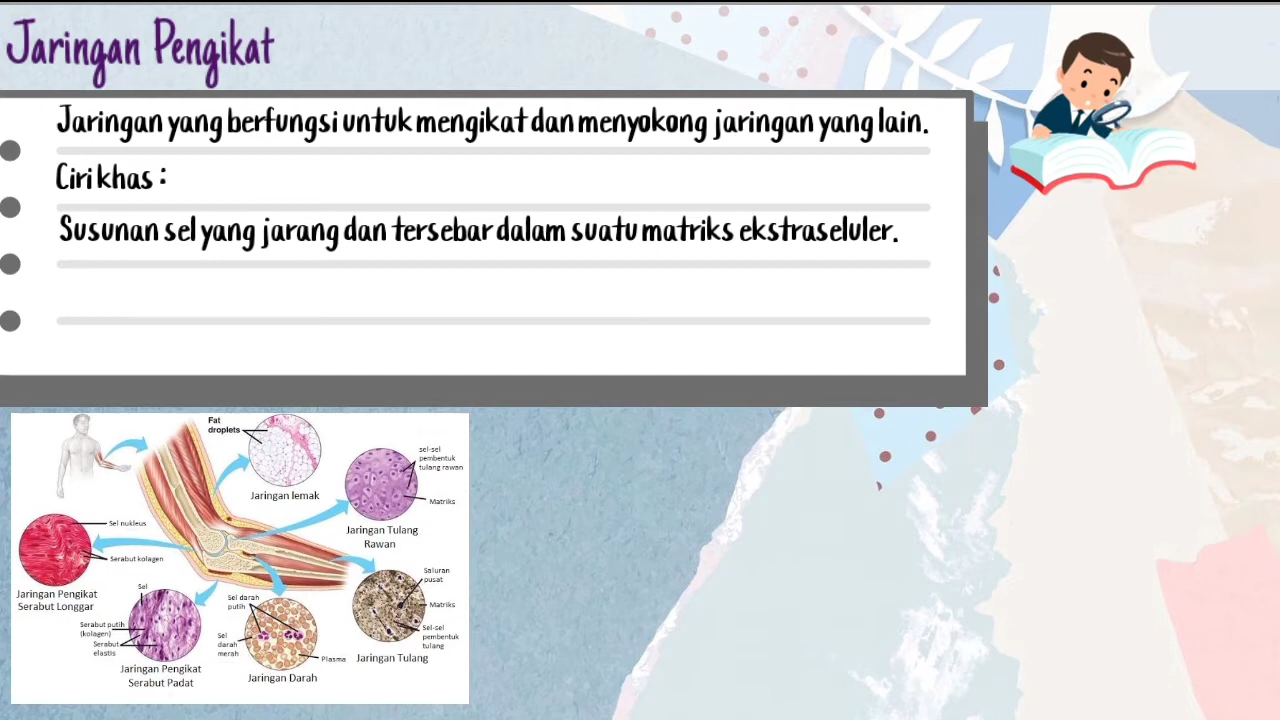 Jaringan Pengikat
Jaringan yang berfungsi untuk mengikat dan menyokong jaringan yang lain.
Ciri khas :
Susunan sel yang jarang dan tersebar dalam suatu matriks ekstraseluler.
Fat
droplets
Jaringan lemak
sel-sel
pembentuk
tulang rawan
Matriks
Jaringan Tulang
Rawan
Sel nukleus
Serabut kolagen
Jaringan Pengikat
Serabut Longgar
Sel
Serabut putih
(kolagen)
Serabut
elastis
Jaringan Pengikat
Serabut Padat
Sel darah
putih
Sel
darah
merah
Plasma
Jaringan Darah
Saluran
pusat
Matriks
Sel-sel
pembentuk
tulang
Jaringan Tulang